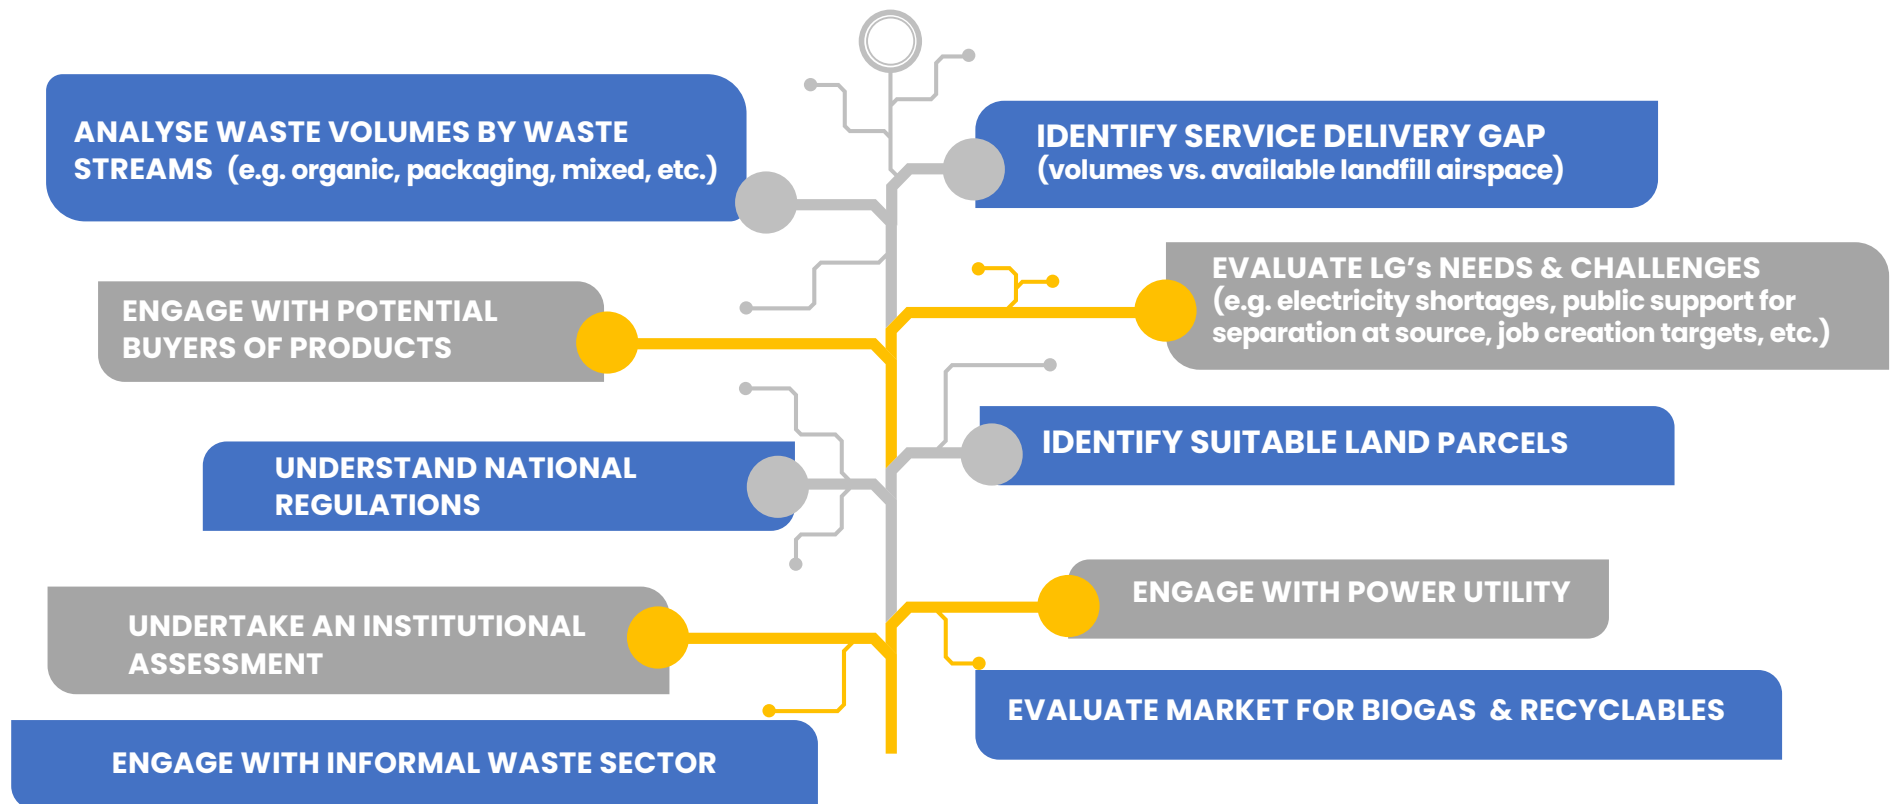 ANALYSE WASTE VOLUMES BY WASTE
STREAMS (e.g. organic, packaging, mixed, etc.)
IDENTIFY SERVICE DELIVERY GAP
(volumes vs. available landfill airspace)
ENGAGE WITH POTENTIAL
BUYERS OF PRODUCTS
EVALUATE LG's NEEDS & CHALLENGES
(e.g. electricity shortages, public support for
separation at source, job creation targets, etc.)
UNDERSTAND NATIONAL
REGULATIONS
IDENTIFY SUITABLE LAND PARCELS
UNDERTAKE AN INSTITUTIONAL
ASSESSMENT
ENGAGE WITH POWER UTILITY
ENGAGE WITH INFORMAL WASTE SECTOR
EVALUATE MARKET FOR BIOGAS & RECYCLABLES